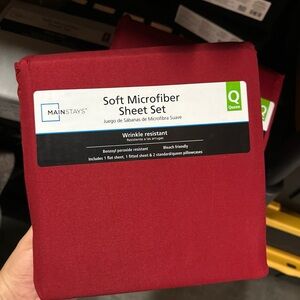 MAINSTAYS
Soft Microfiber
Sheet Set
Juego de Sábanas de Microfibra Suave
Q
Queen
Wrinkle resistant
Resistente a las arrugas
Benzoyl peroxide resistant Bleach friendly
Includes 1 flat sheet, 1 fitted sheet & 2 standard/queen pillowcases